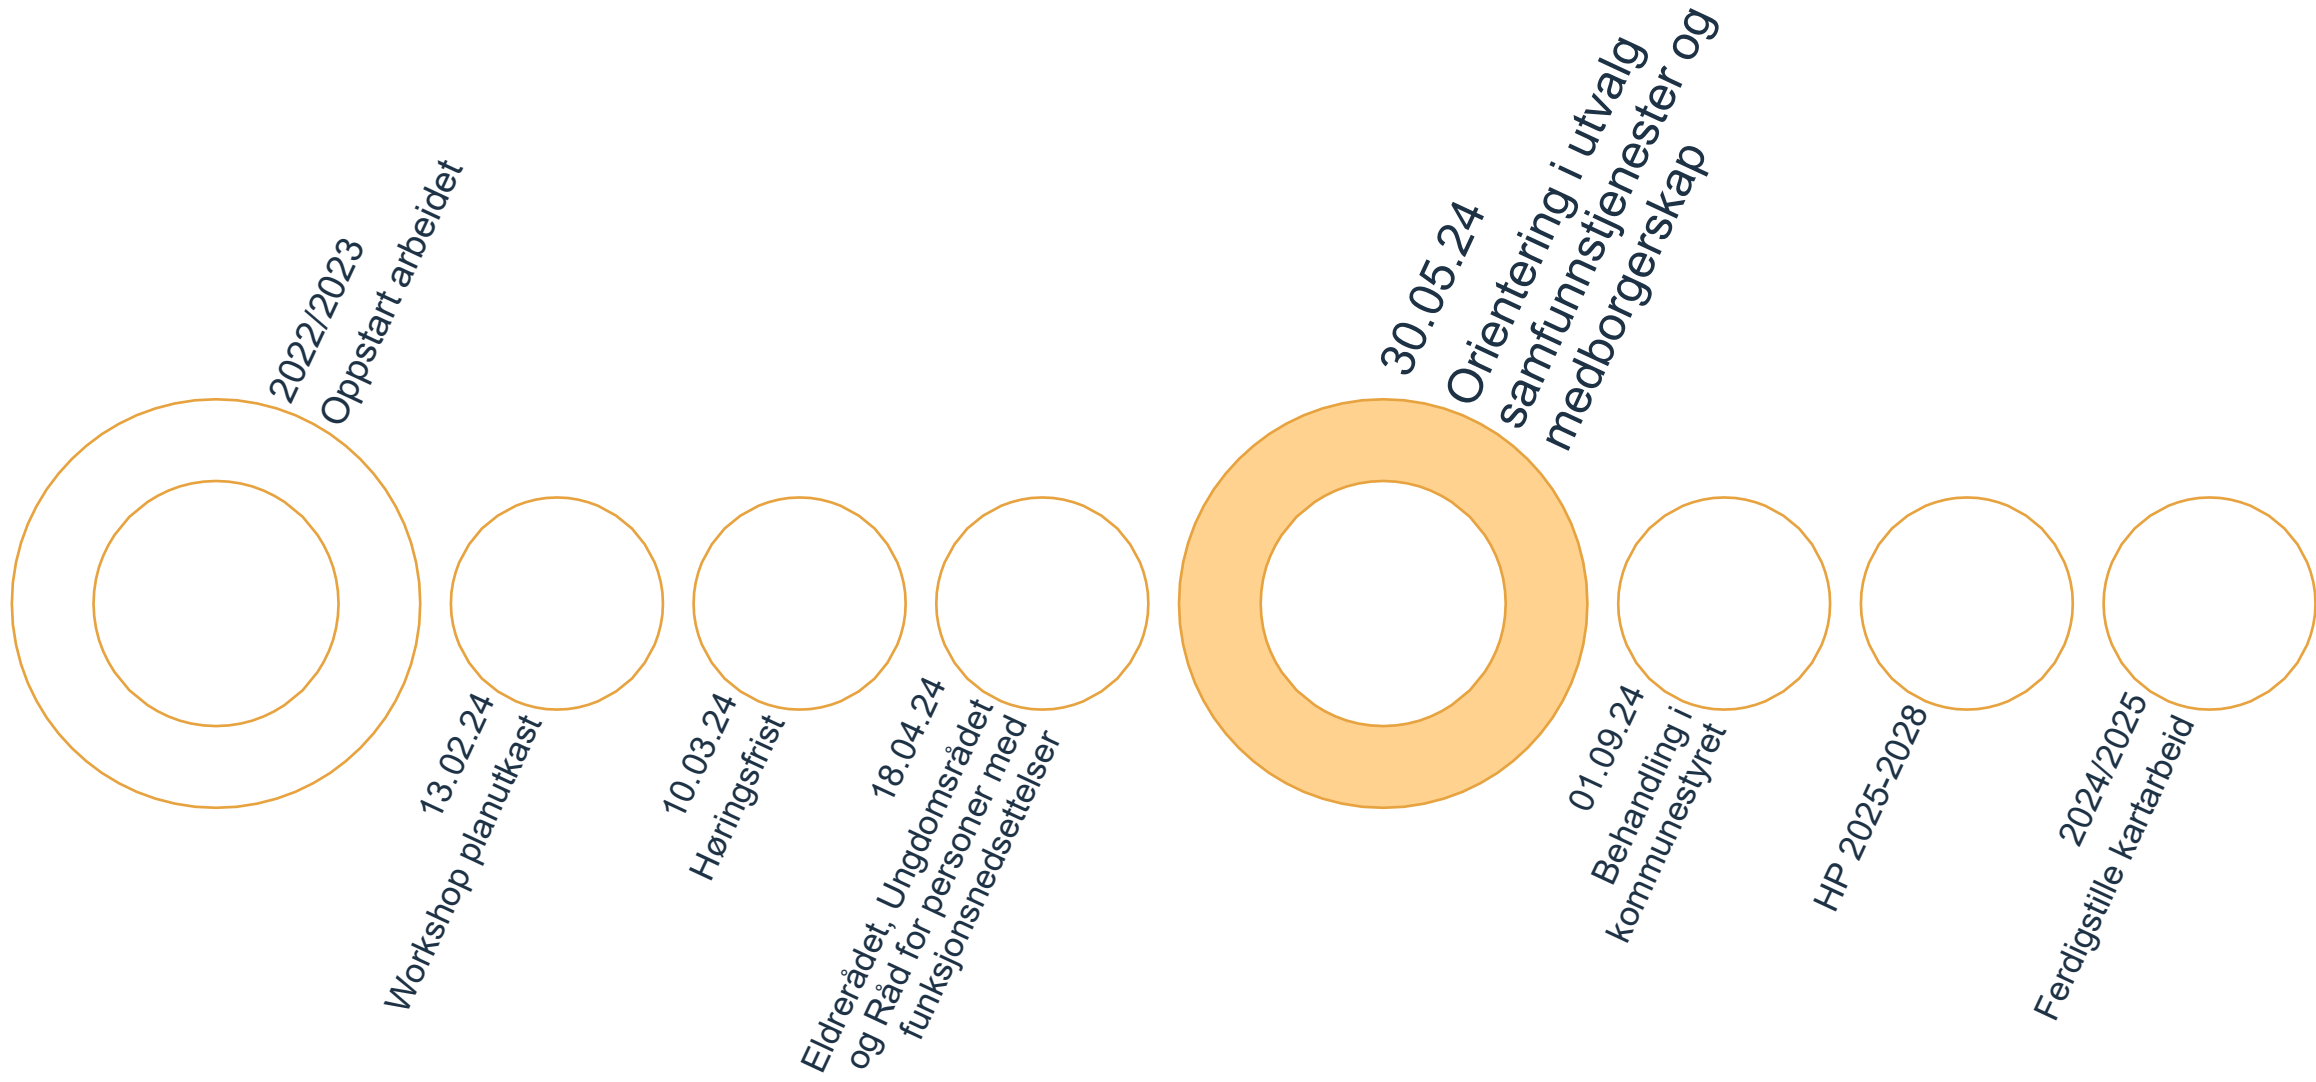 2022/2023
Oppstart arbeidet
13.02.24
Workshop planutkast
10.03.24
Høringsfrist
18.04.24
Eldrerådet, Ungdomsrådet
og Råd for personer med
funksjonsnedsettelser
30.05.24
Orientering i utvalg
samfunnstjenester og
medborgerskap
01.09.24
Behandling i
kommunestyret
HP 2025-2028
2024/2025
Ferdigstille kartarbeid